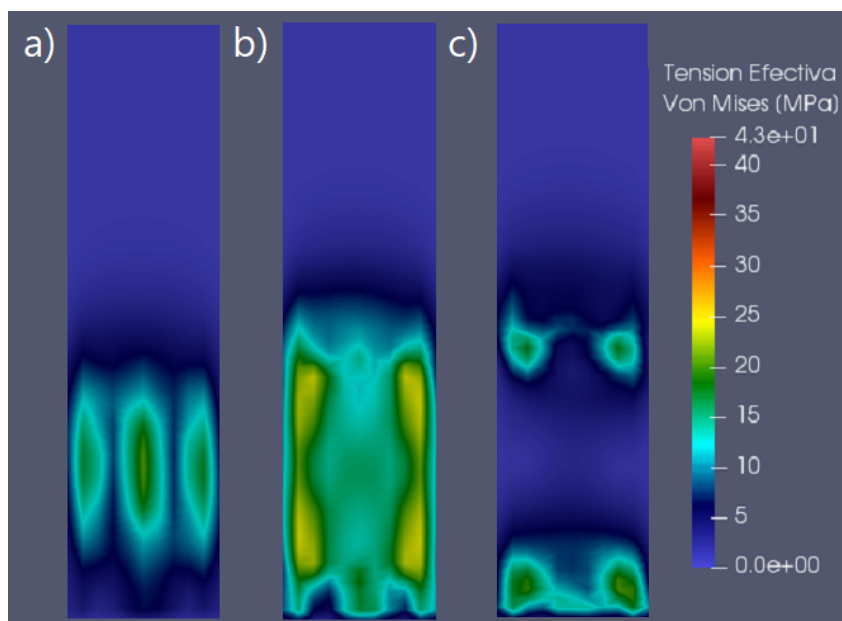 a)
b)
c)
Tension Efectiva
Von Mises (MPa)
4.3e+01
40
35
30
25
20
15
10
5
0.0e+00